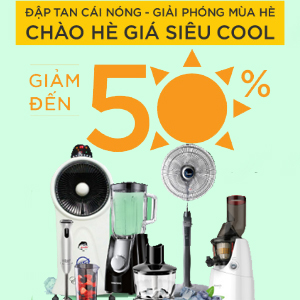 ĐẬP TAN CÁI NÓNG - GIẢI PHÓNG MÙA HÈ
CHÀO HÈ GIÁ SIÊU COOL
GIẢM
ĐẾN
50%